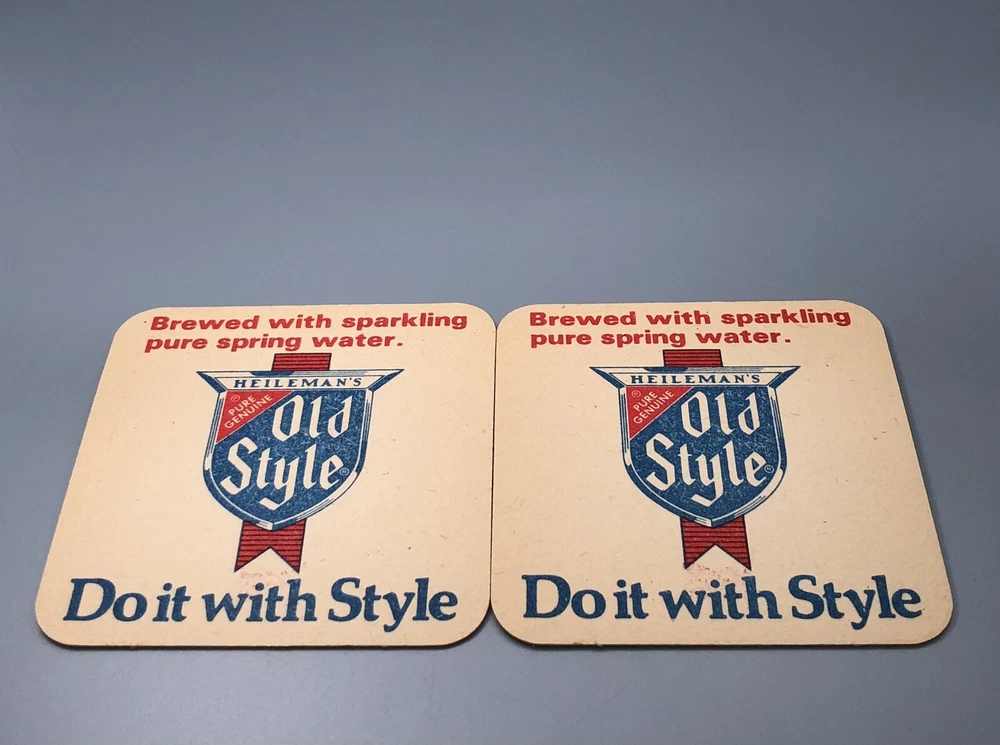 Brewed with sparkling
pure spring water.
HEILEMAN'S
® PURE
GENUINE
Old
Style®
Do it with Style
Brewed with sparkling
pure spring water.
HEILEMAN'S
® PURE
GENUINE
Old
Style®
Do it with Style